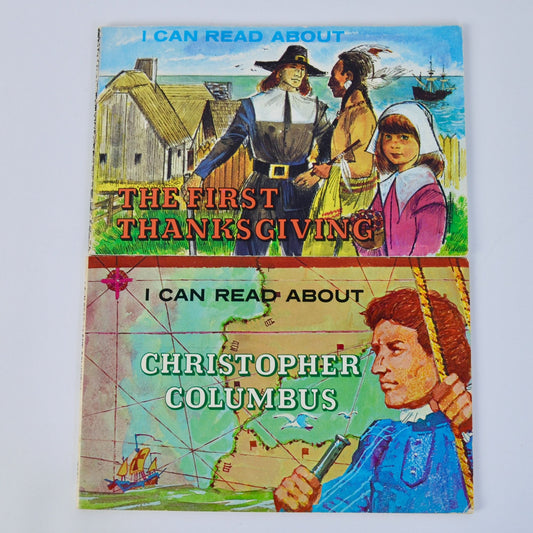 I CAN READ ABOUT
THE FIRST
THANKSGIVING
I CAN READ ABOUT
CHRISTOPHER
COLUMBUS